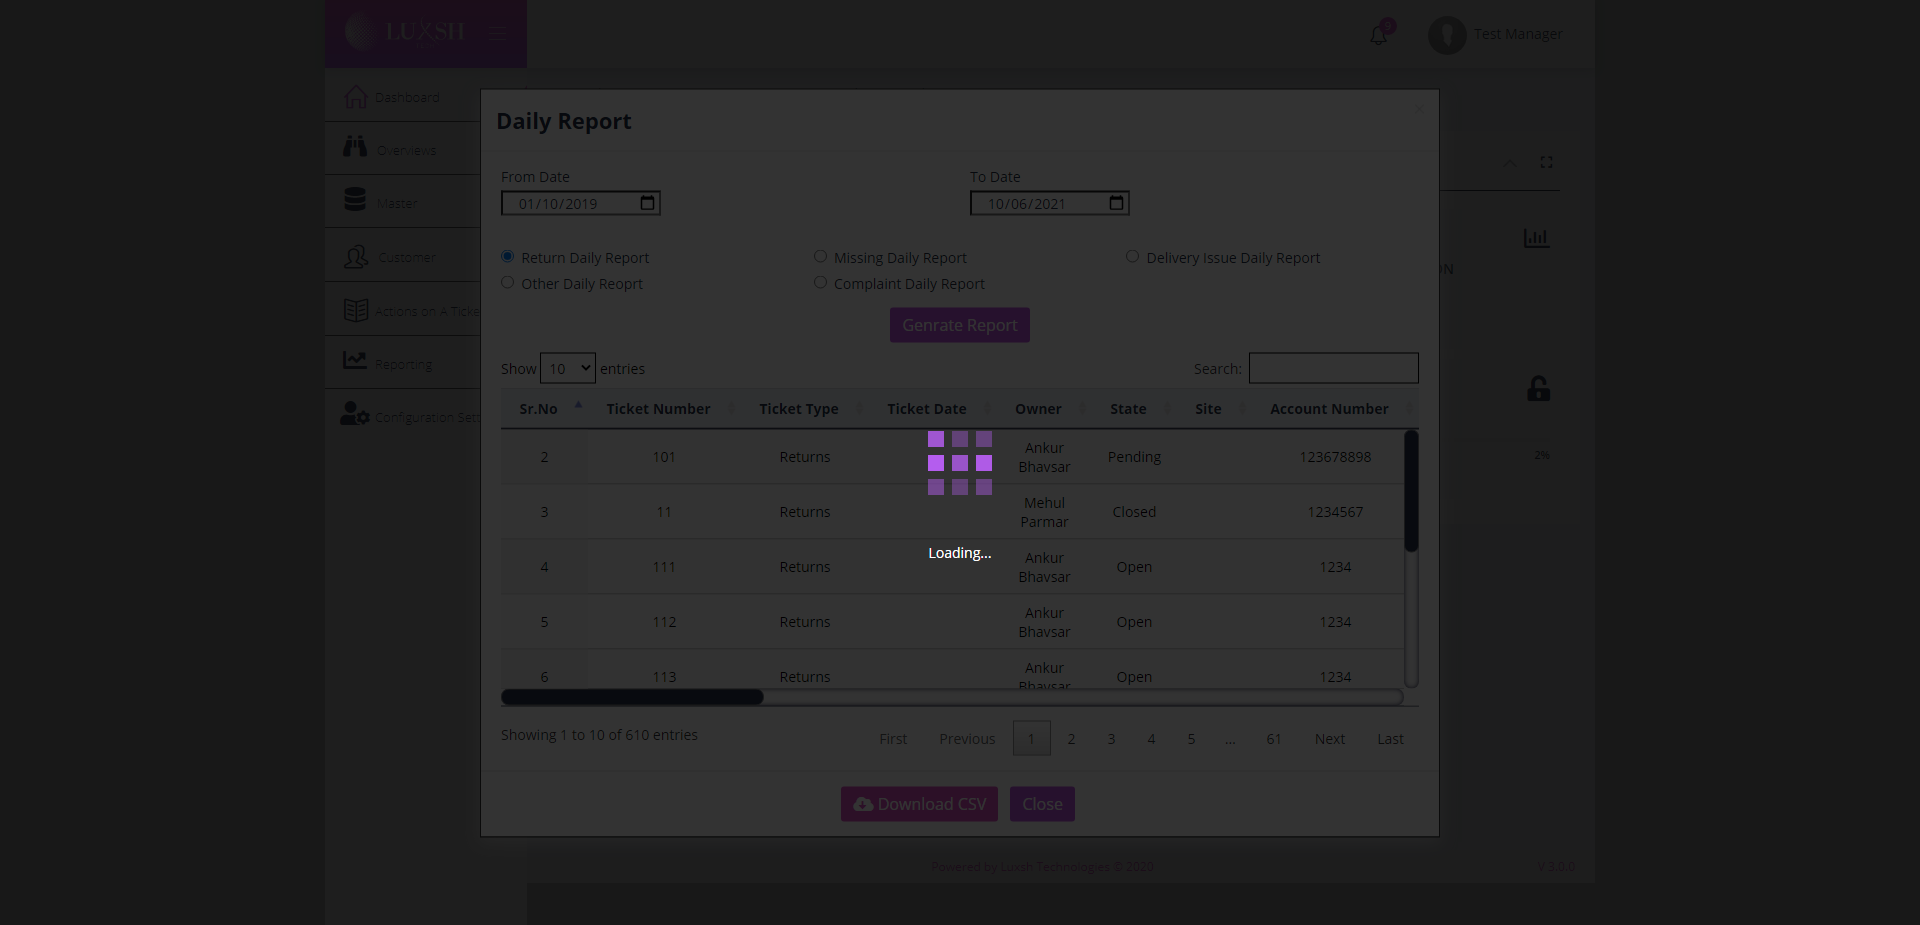 LUXSH
0
Test Manager
Dashboard
Overviews
Master
Customer
Actions on A Ticke
Reporting
Configuration Sett
Daily Report
From Date
To Date
01/10/2019
10/06/2021
Return Daily Report
Missing Daily Report
Delivery Issue Daily Report
Other Daily Reoprt
Complaint Daily Report
Genrate Report
Show 10 entries
Search:
Sr.No Ticket Number Ticket Type Ticket Date Owner State Site Account Number
2 101 Returns Ankur Bhavsar Pending 123678898
3 11 Returns Mehul Parmar Closed 1234567
4 111 Returns Ankur Bhavsar Open 1234
5 112 Returns Ankur Bhavsar Open 1234
6 113 Returns Ankur Bhavsar Open 1234
Loading...
Showing 1 to 10 of 610 entries
First Previous 1 2 3 4 5 ... 61 Next Last
Download CSV
Close
ON
2%
Powered by Luxsh Technologies © 2020
V 3.0.0